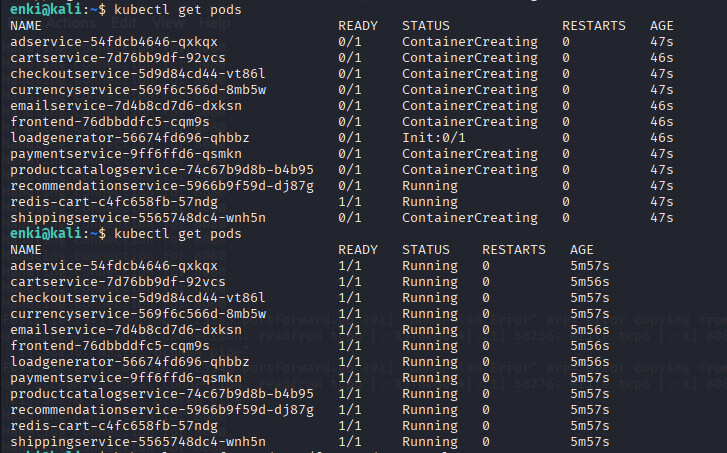 enki@kali:~$ kubectl get pods
NAME READY STATUS RESTARTS AGE
adservice-54fdcb4646-qxkqx 0/1 ContainerCreating 0 47s
cartservice-7d76bb9df-92vcs 0/1 ContainerCreating 0 46s
checkoutservice-5d9d84cd44-vt86l 0/1 ContainerCreating 0 47s
currencyservice-569f6c566d-8mb5w 0/1 ContainerCreating 0 47s
emailservice-7d4b8cd7d6-dxksn 0/1 ContainerCreating 0 46s
frontend-76dbbddfc5-cqm9s 0/1 ContainerCreating 0 46s
loadgenerator-56674fd696-qhbbz 0/1 Init:0/1 0 46s
paymentservice-9ff6ffd6-qsmkn 0/1 ContainerCreating 0 47s
productcatalogservice-74c67b9d8b-b4b95 0/1 ContainerCreating 0 47s
recommendationservice-5966b9f59d-dj87g 0/1 Running 0 47s
redis-cart-c4fc658fb-57ndg 1/1 Running 0 47s
shippingservice-5565748dc4-wnh5n 0/1 ContainerCreating 0 47s
enki@kali:~$ kubectl get pods
NAME READY STATUS RESTARTS AGE
adservice-54fdcb4646-qxkqx 1/1 Running 0 5m57s
cartservice-7d76bb9df-92vcs 1/1 Running 0 5m56s
checkoutservice-5d9d84cd44-vt86l 1/1 Running 0 5m57s
currencyservice-569f6c566d-8mb5w 1/1 Running 0 5m57s
emailservice-7d4b8cd7d6-dxksn 1/1 Running 0 5m56s
frontend-76dbbddfc5-cqm9s 1/1 Running 0 5m56s
loadgenerator-56674fd696-qhbbz 1/1 Running 0 5m56s
paymentservice-9ff6ffd6-qsmkn 1/1 Running 0 5m57s
productcatalogservice-74c67b9d8b-b4b95 1/1 Running 0 5m57s
recommendationservice-5966b9f59d-dj87g 1/1 Running 0 5m57s
redis-cart-c4fc658fb-57ndg 1/1 Running 0 5m57s
shippingservice-5565748dc4-wnh5n 1/1 Running 0 5m57s